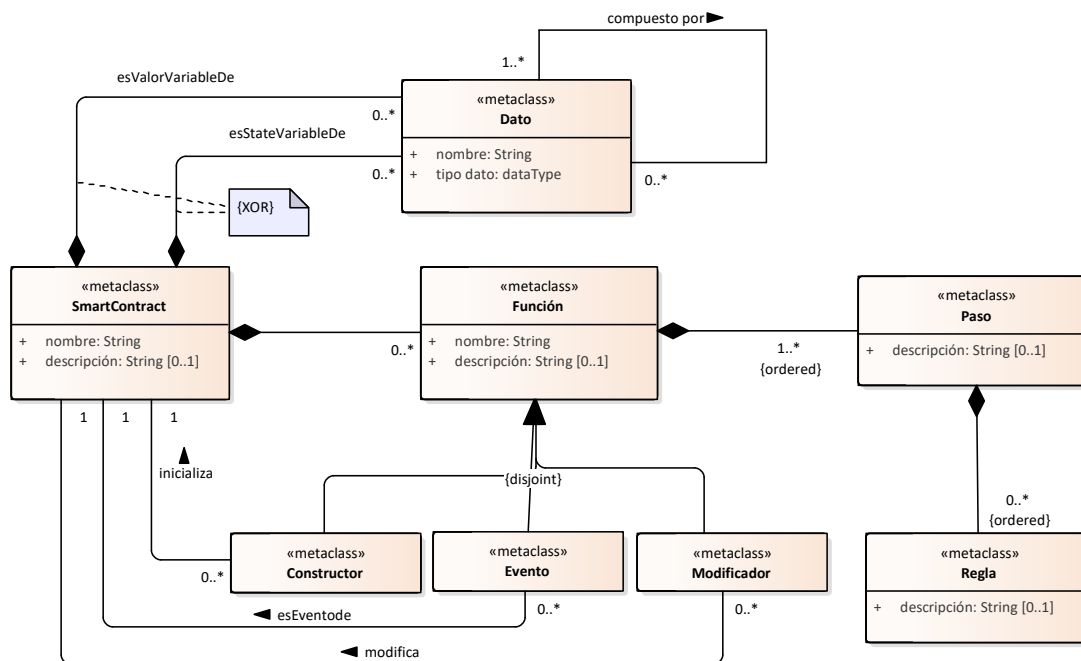 compuesto por
1..*
esValorVariableDe
0..*
«metaclass»
Dato
+ nombre: String
+ tipo dato: dataType
esStateVariableDe
0..*
0..*
{XOR}
«metaclass»
SmartContract
+ nombre: String
+ descripción: String [0..1]
0..*
«metaclass»
Función
+ nombre: String
+ descripción: String [0..1]
1..*
{ordered}
«metaclass»
Paso
+ descripción: String [0..1]
1
1
1
inicializa
{disjoint}
0..*
{ordered}
0..*
«metaclass»
Constructor
«metaclass»
Evento
«metaclass»
Modificador
«metaclass»
Regla
+ descripción: String [0..1]
esEventode
0..*
0..*
modifica